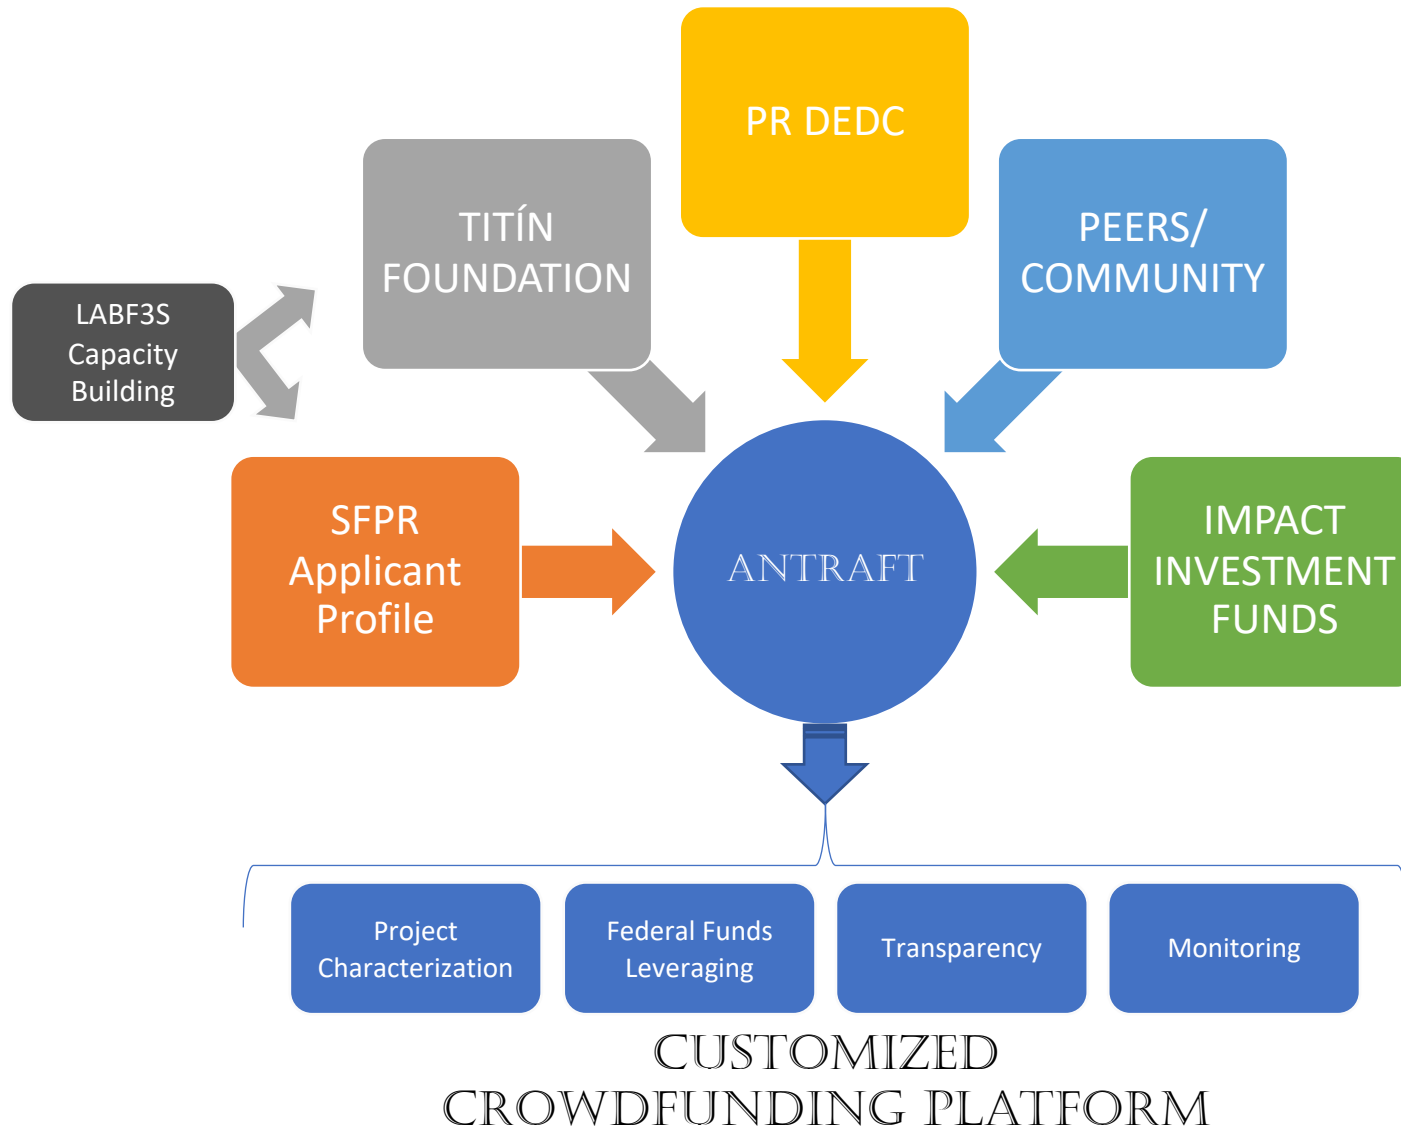 PR DEDC
TITÍN
FOUNDATION
PEERS/
COMMUNITY
LABF3S
Capacity
Building
SFPR
Applicant
Profile
ANTRAFT
IMPACT
INVESTMENT
FUNDS
Project
Characterization
Federal Funds
Leveraging
Transparency
Monitoring
CUSTOMIZED
CROWDFUNDING PLATFORM